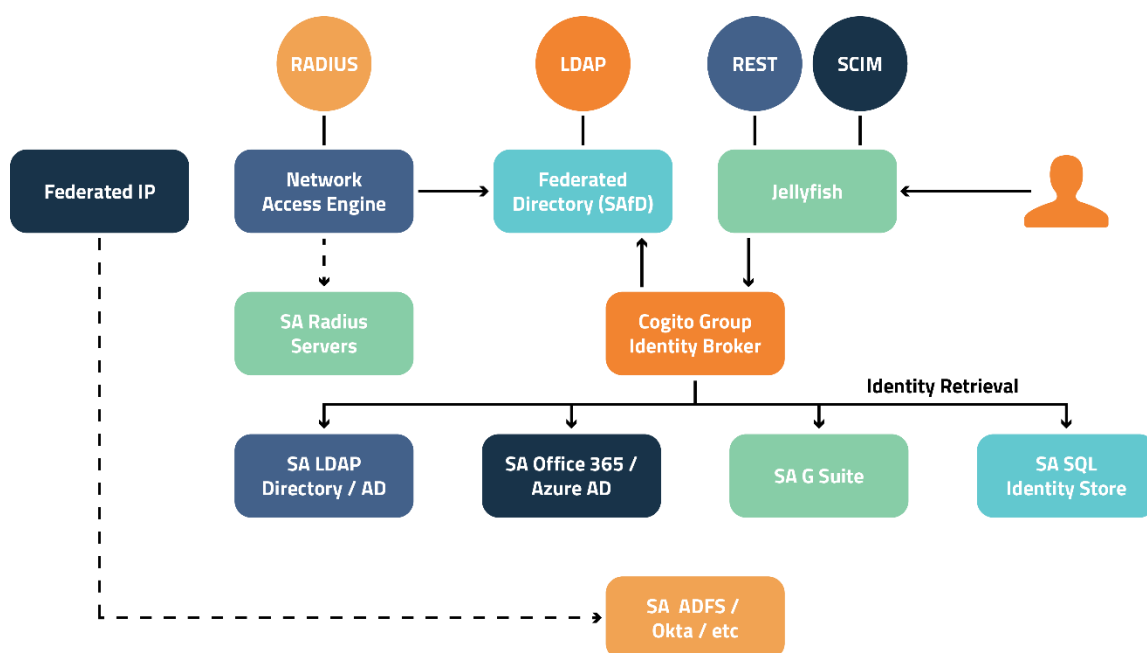 RADIUS
LDAP
REST
SCIM
Federated IP
Network
Access Engine
Federated
Directory (SAfD)
Jellyfish
SA Radius
Servers
Cogito Group
Identity Broker
Identity Retrieval
SA LDAP
Directory / AD
SA Office 365 /
Azure AD
SA G Suite
SA SQL
Identity Store
SA ADFS /
Okta / etc